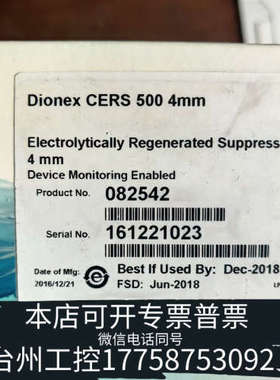 Dionex CERS 500 4mm
Electrolytically Regenerated Suppress
4 mm
Device Monitoring Enabled
Product No. 082542
Serial No. 161221023
Date of Mfg: Best If Used By: Dec-2018
2016/12/21 FSD: Jun-2018
本店可开专票普票
微信电话同号
台州工控17758753092